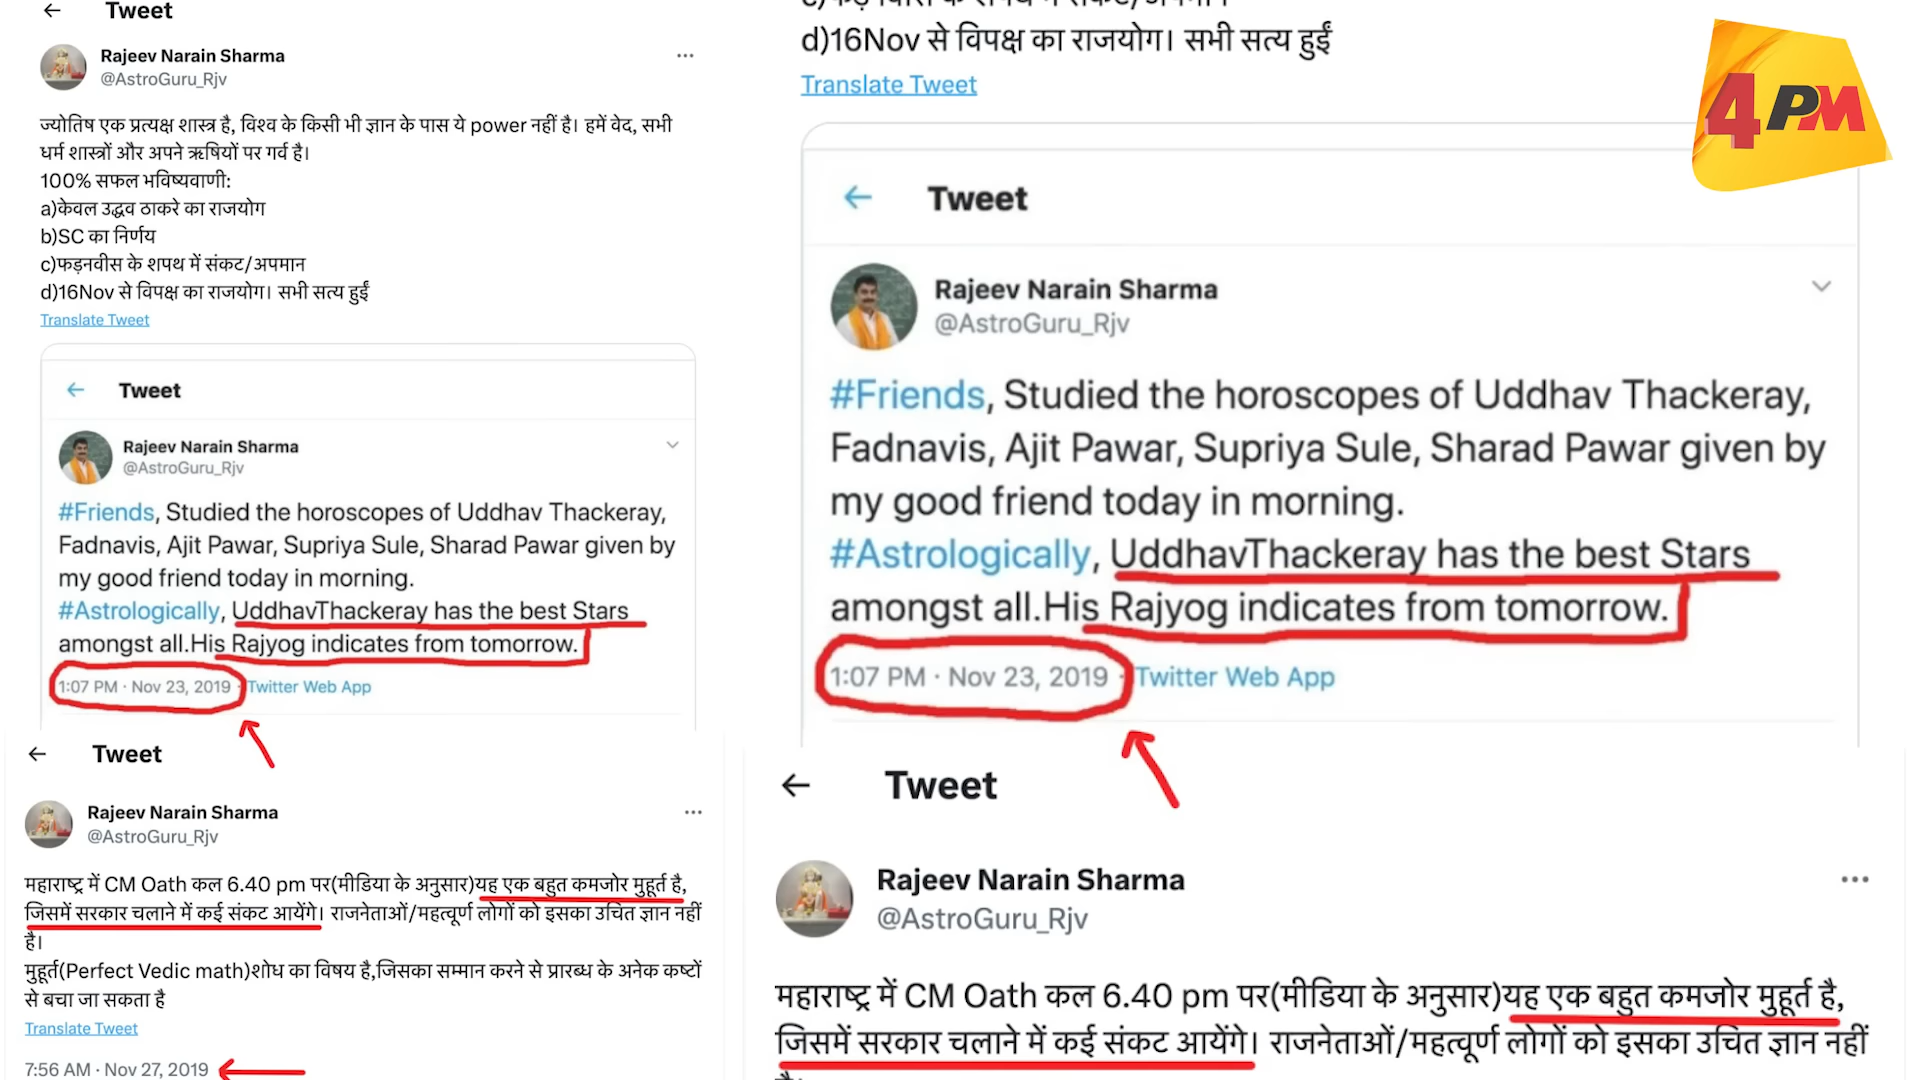 Tweet
Rajeev Narain Sharma
@AstroGuru_Rjv
ज्योतिष एक प्रत्यक्ष शास्त्र है, विश्व के किसी भी ज्ञान के पास ये power नहीं है। हमें वेद, सभी
धर्म शास्त्रों और अपने ऋषियों पर गर्व है।
100% सफल भविष्यवाणी:
a)केवल उद्धव ठाकरे का राजयोग
b)SC का निर्णय
c)फड़नवीस के शपथ में संकट/अपमान
d)16Nov से विपक्ष का राजयोग। सभी सत्य हुईं
Translate Tweet
Tweet
Rajeev Narain Sharma
@AstroGuru_Rjv
#Friends, Studied the horoscopes of Uddhav Thackeray,
Fadnavis, Ajit Pawar, Supriya Sule, Sharad Pawar given by
my good friend today in morning.
#Astrologically, UddhavThackeray has the best Stars
amongst all.His Rajyog indicates from tomorrow.
1:07 PM · Nov 23, 2019 · Twitter Web App
Tweet
Rajeev Narain Sharma
@AstroGuru_Rjv
महाराष्ट्र में CM Oath कल 6.40 pm पर(मीडिया के अनुसार)यह एक बहुत कमजोर मुहूर्त है,
जिसमें सरकार चलाने में कई संकट आयेंगे। राजनेताओं/महत्वूर्ण लोगों को इसका उचित ज्ञान नहीं
है।
मुहूर्त(Perfect Vedic math)शोध का विषय है,जिसका सम्मान करने से प्रारब्ध के अनेक कष्टों
से बचा जा सकता है
Translate Tweet
7:56 AM · Nov 27, 2019
d)16Nov से विपक्ष का राजयोग। सभी सत्य हुईं
Translate Tweet
4PM
Tweet
Rajeev Narain Sharma
@AstroGuru_Rjv
#Friends, Studied the horoscopes of Uddhav Thackeray,
Fadnavis, Ajit Pawar, Supriya Sule, Sharad Pawar given by
my good friend today in morning.
#Astrologically, UddhavThackeray has the best Stars
amongst all.His Rajyog indicates from tomorrow.
1:07 PM · Nov 23, 2019 · Twitter Web App
Tweet
Rajeev Narain Sharma
@AstroGuru_Rjv
महाराष्ट्र में CM Oath कल 6.40 pm पर(मीडिया के अनुसार)यह एक बहुत कमजोर मुहूर्त है,
जिसमें सरकार चलाने में कई संकट आयेंगे। राजनेताओं/महत्वूर्ण लोगों को इसका उचित ज्ञान नहीं